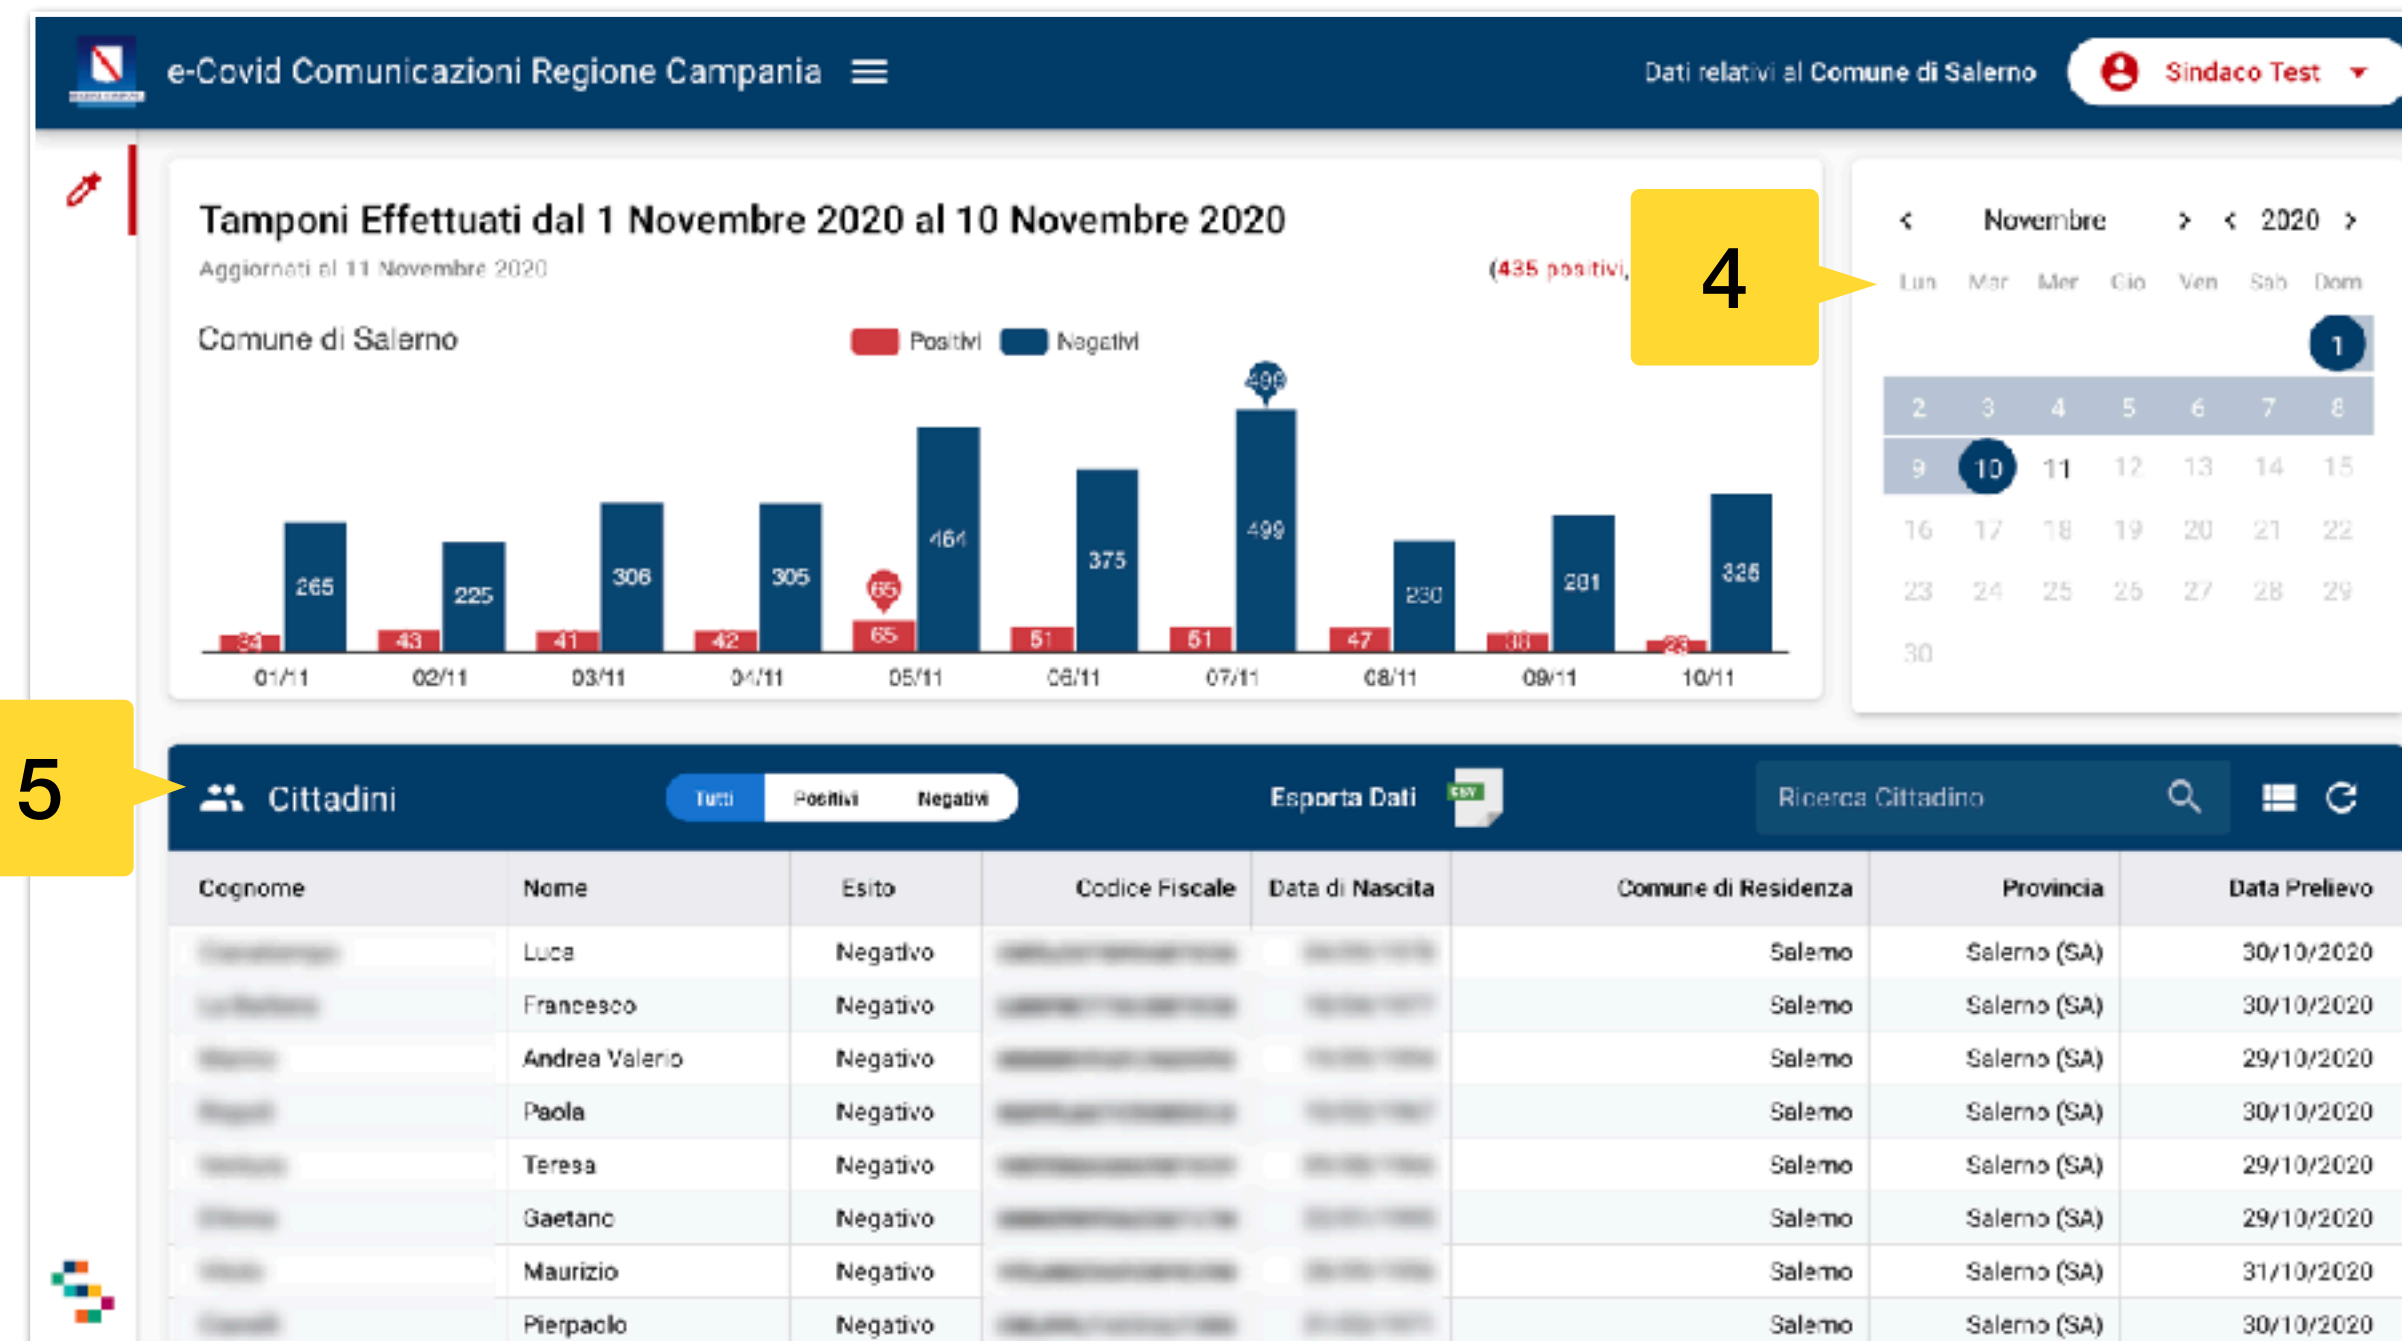 e-Covid Comunicazioni Regione Campania
Dati relativi al Comune di Salerno
Sindaco Test
Tamponi Effettuati dal 1 Novembre 2020 al 10 Novembre 2020
Aggiornati al 11 Novembre 2020
(435 positivi,
4
Comune di Salerno
Positivi Negativi
499
65
265 225 306 305 464 375 499 230 281 326
34 43 41 42 65 51 51 47 38 23
01/11 02/11 03/11 04/11 05/11 06/11 07/11 08/11 09/11 10/11
< Novembre > < 2020 >
Lun Mar Mer Gio Ven Sab Dom
1
2 3 4 5 6 7 8
9 10 11 12 13 14 15
16 17 18 19 20 21 22
23 24 25 26 27 28 29
30
5
Cittadini
Tutti Positivi Negativi
Esporta Dati
CSV
Ricerca Cittadino
Cognome Nome Esito Codice Fiscale Data di Nascita Comune di Residenza Provincia Data Prelievo
Luca Negativo Salerno Salerno (SA) 30/10/2020
Francesco Negativo Salerno Salerno (SA) 30/10/2020
Andrea Valerio Negativo Salerno Salerno (SA) 29/10/2020
Paola Negativo Salerno Salerno (SA) 30/10/2020
Teresa Negativo Salerno Salerno (SA) 29/10/2020
Gaetano Negativo Salerno Salerno (SA) 29/10/2020
Maurizio Negativo Salerno Salerno (SA) 31/10/2020
Pierpaolo Negativo Salerno Salerno (SA) 30/10/2020